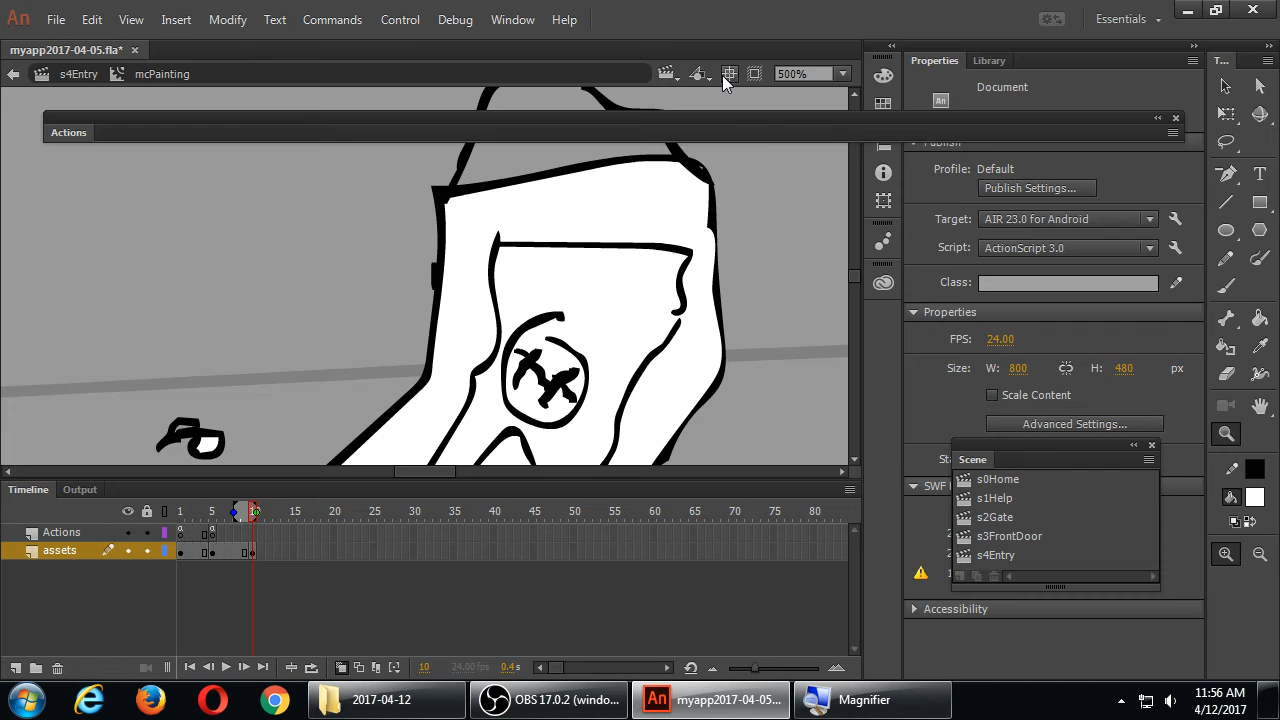 An File Edit View Insert Modify Text Commands Control Debug Window Help Essentials
myapp2017-04-05.fla* ×
s4Entry mcPainting 500%
Actions
Properties Library
Document
An
Publish
Profile: Default
Publish Settings...
Target: AIR 23.0 for Android
Script: ActionScript 3.0
Class:
Properties
FPS: 24.00
Size: W: 800 H: 480 px
Scale Content
Advanced Settings...
Scene
s0Home
s1Help
s2Gate
s3FrontDoor
s4Entry
Accessibility
T...
Timeline Output
1 5 10 15 20 25 30 35 40 45 50 55 60 65 70 75 80
Actions
assets
10 24.00 fps 0.4s
2017-04-12
OBS 17.0.2 (windo...
An myapp2017-04-05...
Magnifier
11:56 AM
4/12/2017